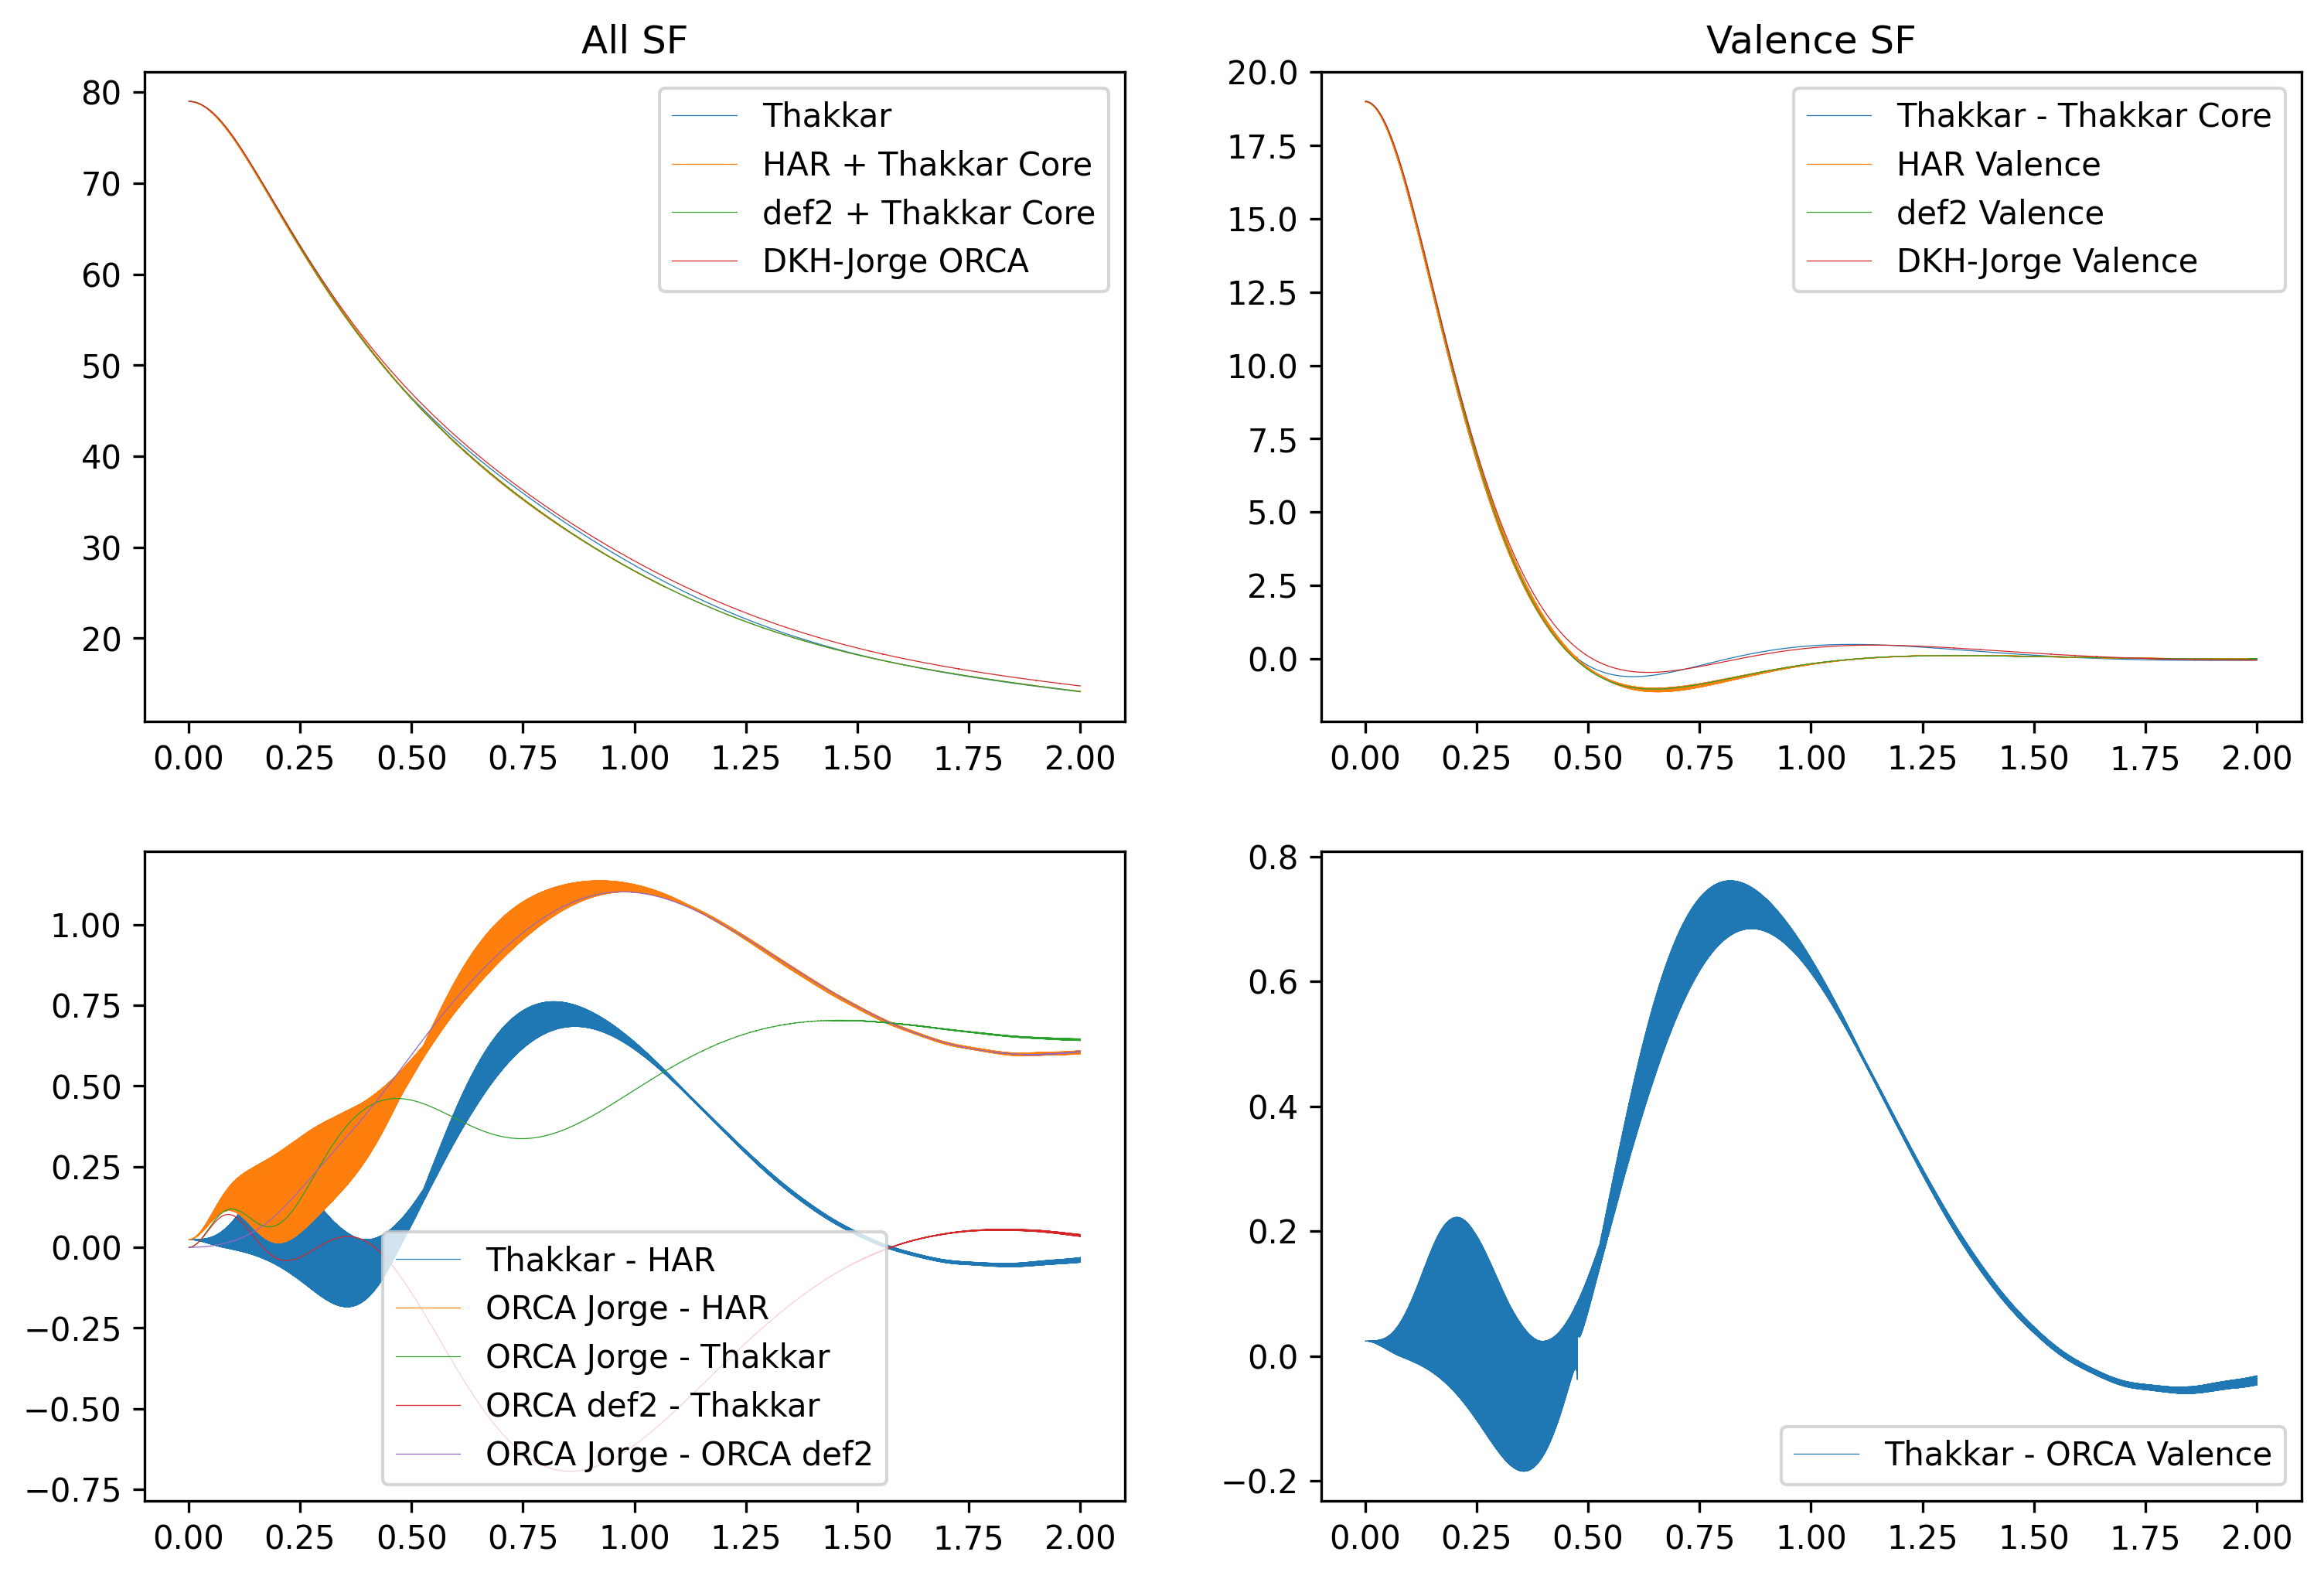 All SF
80
70
60
50
40
30
20
0.00 0.25 0.50 0.75 1.00 1.25 1.50 1.75 2.00
Thakkar
HAR + Thakkar Core
def2 + Thakkar Core
DKH-Jorge ORCA
Valence SF
20.0
17.5
15.0
12.5
10.0
7.5
5.0
2.5
0.0
0.00 0.25 0.50 0.75 1.00 1.25 1.50 1.75 2.00
Thakkar - Thakkar Core
HAR Valence
def2 Valence
DKH-Jorge Valence
1.00
0.75
0.50
0.25
0.00
−0.25
−0.50
−0.75
0.00 0.25 0.50 0.75 1.00 1.25 1.50 1.75 2.00
Thakkar - HAR
ORCA Jorge - HAR
ORCA Jorge - Thakkar
ORCA def2 - Thakkar
ORCA Jorge - ORCA def2
0.8
0.6
0.4
0.2
0.0
−0.2
0.00 0.25 0.50 0.75 1.00 1.25 1.50 1.75 2.00
Thakkar - ORCA Valence